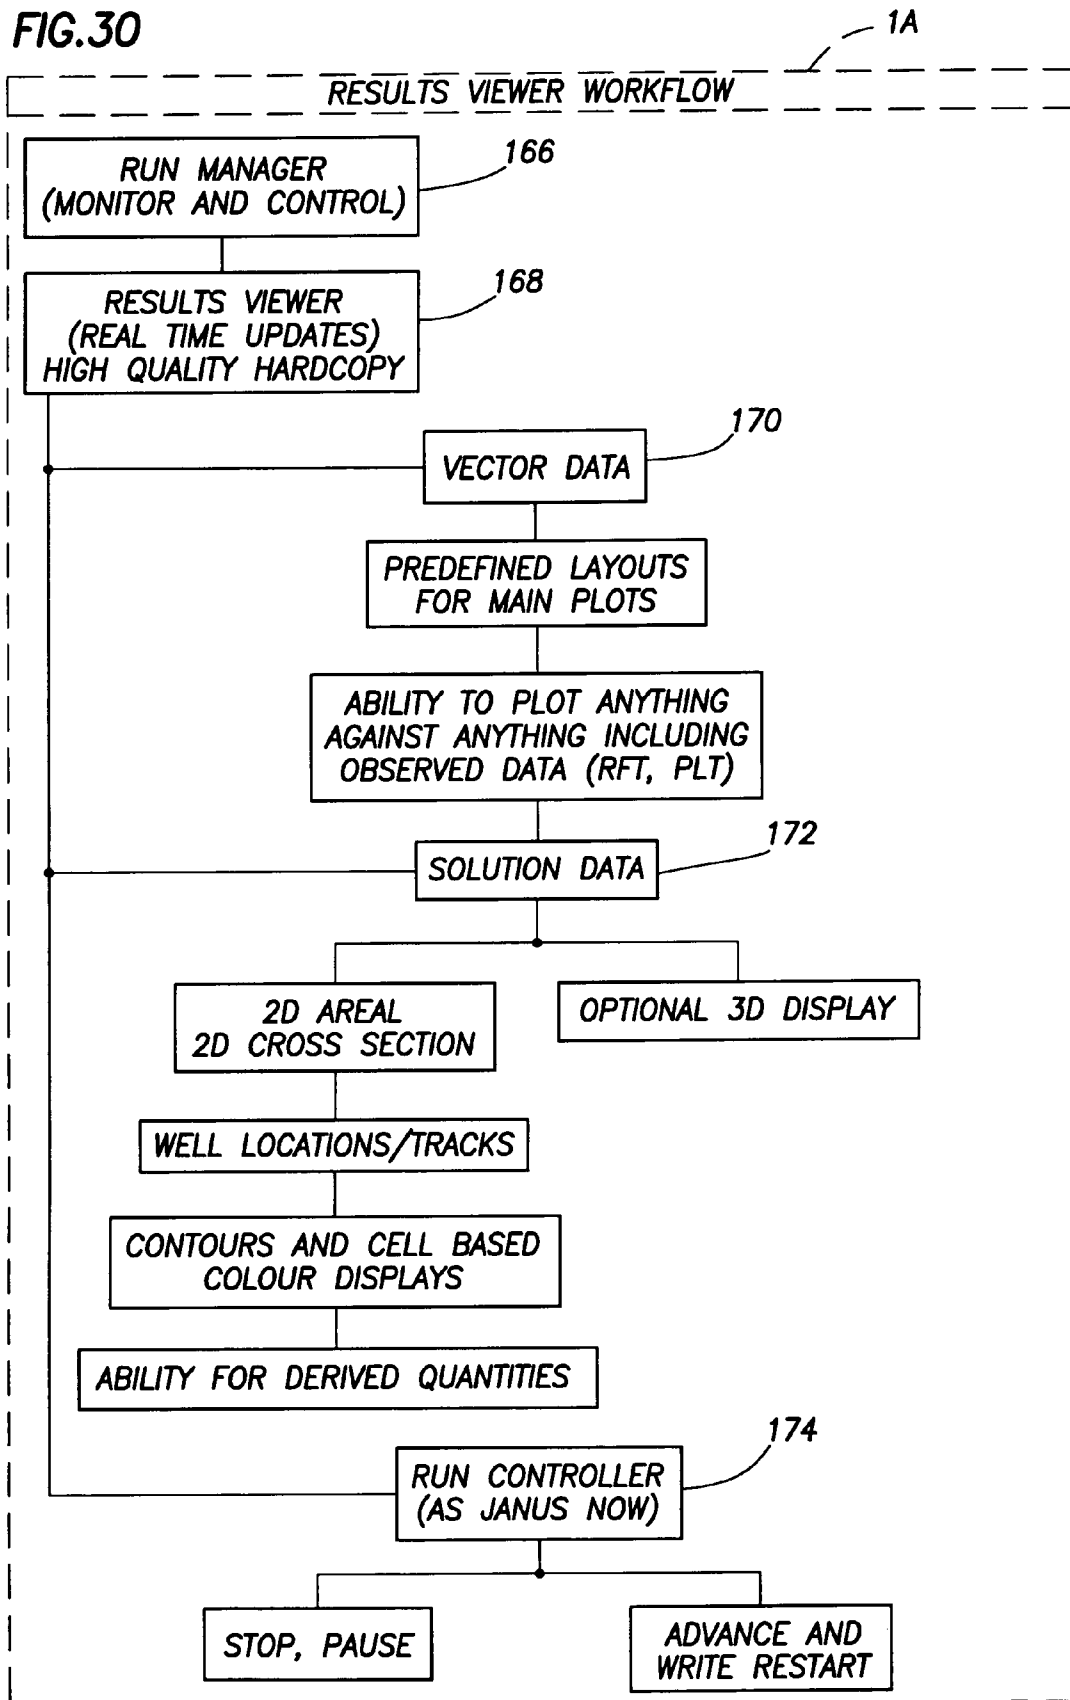 FIG.30
1A
RESULTS VIEWER WORKFLOW
RUN MANAGER
(MONITOR AND CONTROL)
166
RESULTS VIEWER
(REAL TIME UPDATES)
HIGH QUALITY HARDCOPY
168
VECTOR DATA
170
PREDEFINED LAYOUTS
FOR MAIN PLOTS
ABILITY TO PLOT ANYTHING
AGAINST ANYTHING INCLUDING
OBSERVED DATA (RFT, PLT)
SOLUTION DATA
172
2D AREAL
2D CROSS SECTION
OPTIONAL 3D DISPLAY
WELL LOCATIONS/TRACKS
CONTOURS AND CELL BASED
COLOUR DISPLAYS
ABILITY FOR DERIVED QUANTITIES
RUN CONTROLLER
(AS JANUS NOW)
174
STOP, PAUSE
ADVANCE AND
WRITE RESTART